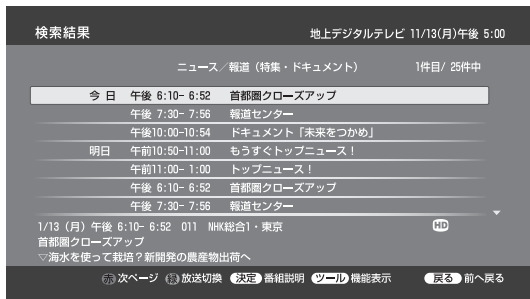 検索結果
地上デジタルテレビ 11/13(月)午後 5:00
ニュース／報道（特集・ドキュメント） 1件目/ 25件中
今 日 午後 6:10- 6:52 首都圏クローズアップ
午後 7:30- 7:56 報道センター
午後10:00-10:54 ドキュメント「未来をつかめ」
明日 午前10:50-11:00 もうすぐトップニュース！
午前11:00- 1:00 トップニュース！
午後 6:10- 6:52 首都圏クローズアップ
午後 7:30- 7:56 報道センター
1/13 (月) 午後 6:10- 6:52 011 NHK総合1・東京 HD
首都圏クローズアップ
▽海水を使って栽培？新開発の農産物出荷へ
赤 次ページ 緑 放送切換 決定 番組説明 ツール 機能表示 戻る 前へ戻る